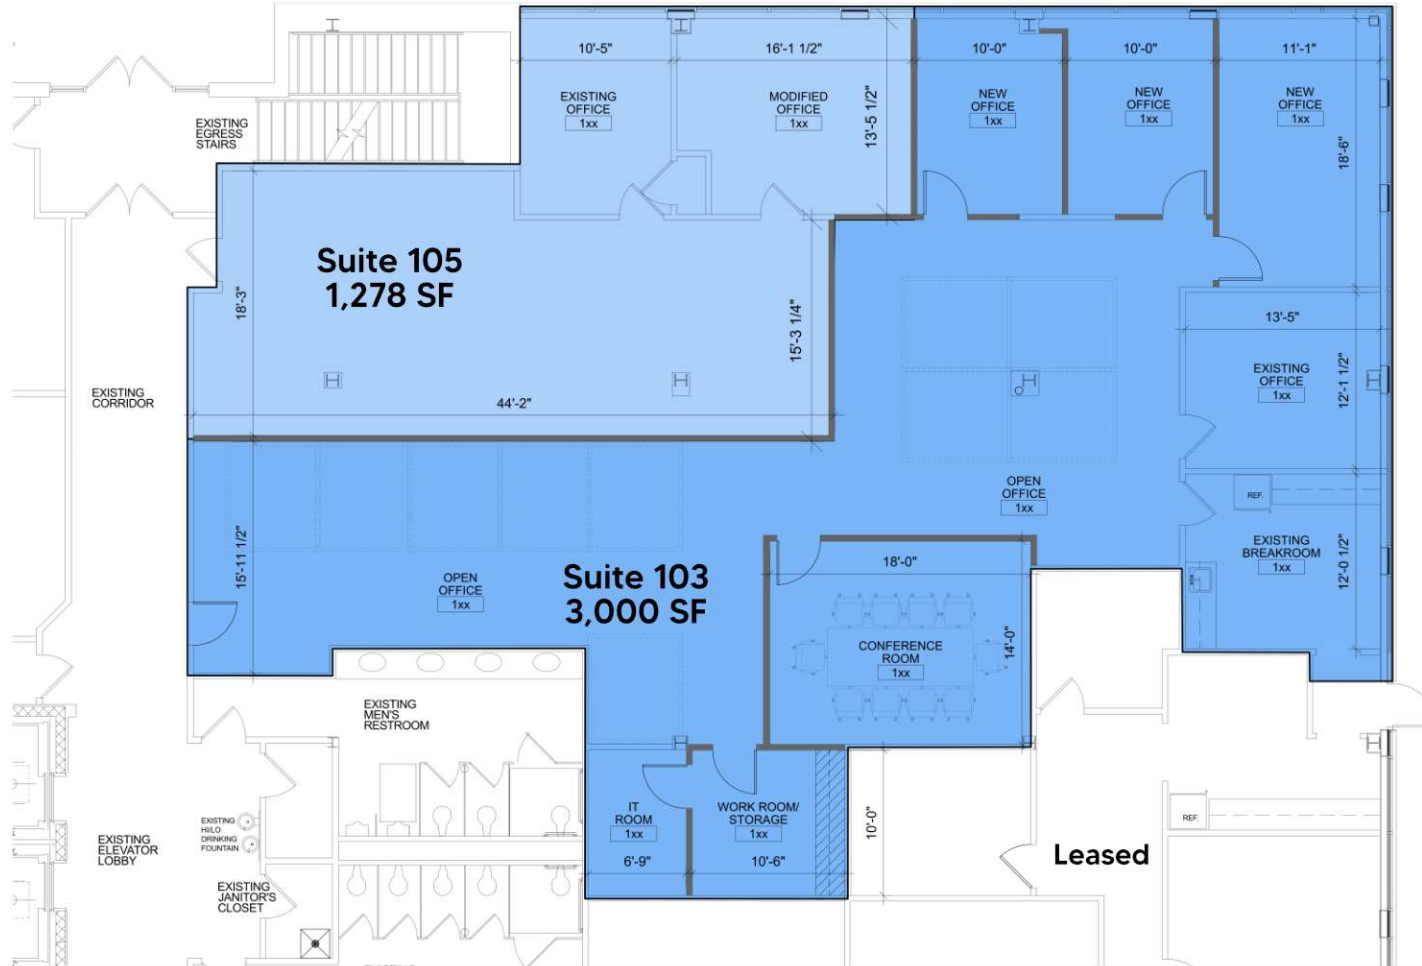 10'-5"
16'-1 1/2"
10'-0"
10'-0"
11'-1"
EXISTING
OFFICE
1xx
MODIFIED
OFFICE
1xx
13'-5 1/2"
NEW
OFFICE
1xx
NEW
OFFICE
1xx
NEW
OFFICE
1xx
18'-6"
EXISTING
EGRESS
STAIRS
Suite 105
1,278 SF
18'-3"
15'-3 1/4"
13'-5"
EXISTING
OFFICE
1xx
12'-1 1/2"
EXISTING
CORRIDOR
44'-2"
OPEN
OFFICE
1xx
REF.
EXISTING
BREAKROOM
1xx
12'-0 1/2"
15'-11 1/2"
OPEN
OFFICE
1xx
Suite 103
3,000 SF
18'-0"
CONFERENCE
ROOM
1xx
14'-0"
EXISTING
MEN'S
RESTROOM
IT
ROOM
1xx
6'-9"
WORK ROOM/
STORAGE
1xx
10'-6"
10'-0"
REF.
Leased
EXISTING
HI/LO
DRINKING
FOUNTAIN
EXISTING
ELEVATOR
LOBBY
EXISTING
JANITOR'S
CLOSET